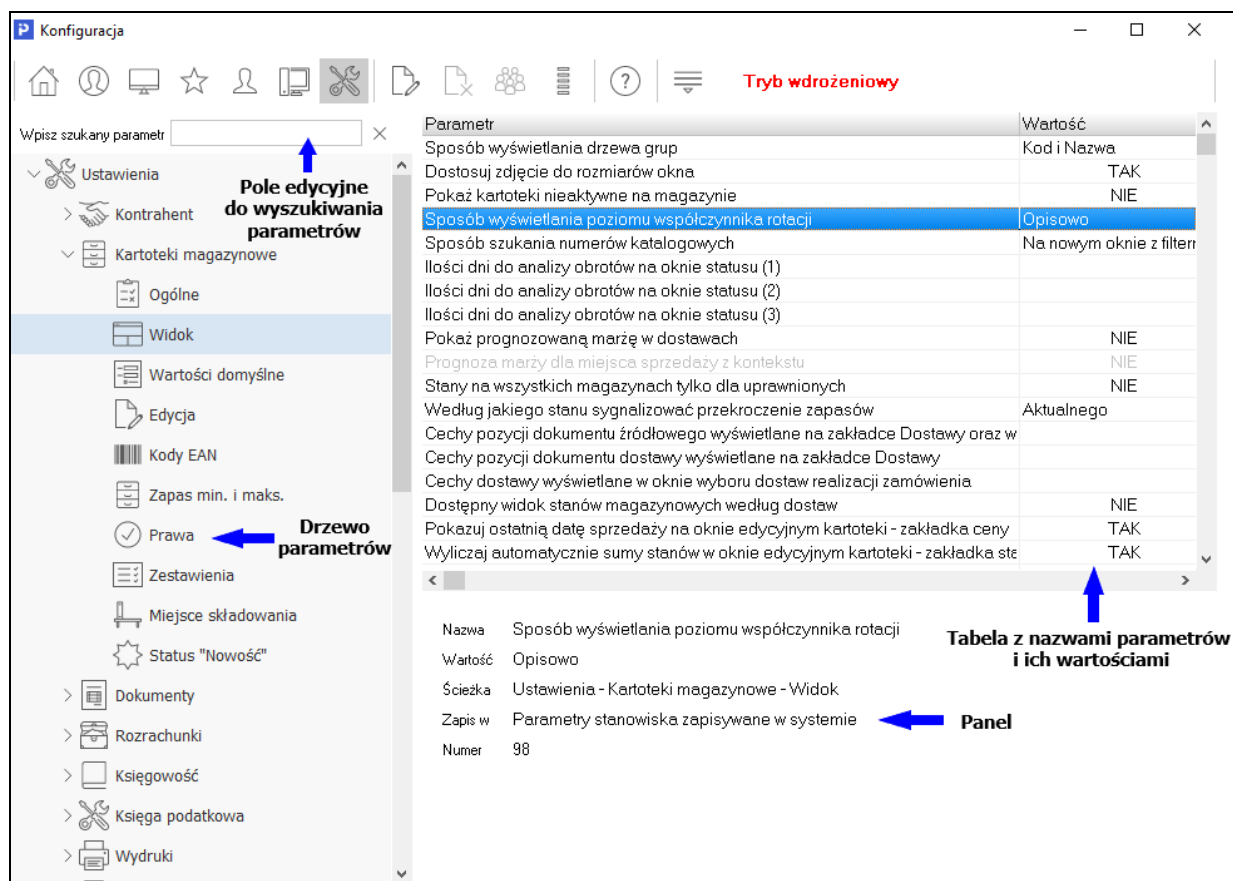 Konfiguracja
Tryb wdrożeniowy
Wpisz szukany parametr
Pole edycyjne
do wyszukiwania
parametrów
Ustawienia
Kontrahent
Kartoteki magazynowe
Ogólne
Widok
Wartości domyślne
Edycja
Kody EAN
Zapas min. i maks.
Prawa
Drzewo
parametrów
Zestawienia
Miejsce składowania
Status "Nowość"
Dokumenty
Rozrachunki
Księgowość
Księga podatkowa
Wydruki
Parametr Wartość
Sposób wyświetlania drzewa grup Kod i Nazwa
Dostosuj zdjęcie do rozmiarów okna TAK
Pokaż kartoteki nieaktywne na magazynie NIE
Sposób wyświetlania poziomu współczynnika rotacji Opisowo
Sposób szukania numerów katalogowych Na nowym oknie z filtern
Ilości dni do analizy obrotów na oknie statusu (1)
Ilości dni do analizy obrotów na oknie statusu (2)
Ilości dni do analizy obrotów na oknie statusu (3)
Pokaż prognozowaną marżę w dostawach NIE
Prognoza marży dla miejsca sprzedaży z kontekstu NIE
Stany na wszystkich magazynach tylko dla uprawnionych NIE
Według jakiego stanu sygnalizować przekroczenie zapasów Aktualnego
Cechy pozycji dokumentu źródłowego wyświetlane na zakładce Dostawy oraz w
Cechy pozycji dokumentu dostawy wyświetlane na zakładce Dostawy
Cechy dostawy wyświetlane w oknie wyboru dostaw realizacji zamówienia
Dostępny widok stanów magazynowych według dostaw NIE
Pokazuj ostatnią datę sprzedaży na oknie edycyjnym kartoteki - zakładka ceny TAK
Wyliczaj automatycznie sumy stanów w oknie edycyjnym kartoteki - zakładka sta TAK
Tabela z nazwami parametrów
i ich wartościami
Nazwa Sposób wyświetlania poziomu współczynnika rotacji
Wartość Opisowo
Ścieżka Ustawienia - Kartoteki magazynowe - Widok
Zapis w Parametry stanowiska zapisywane w systemie
Panel
Numer 98